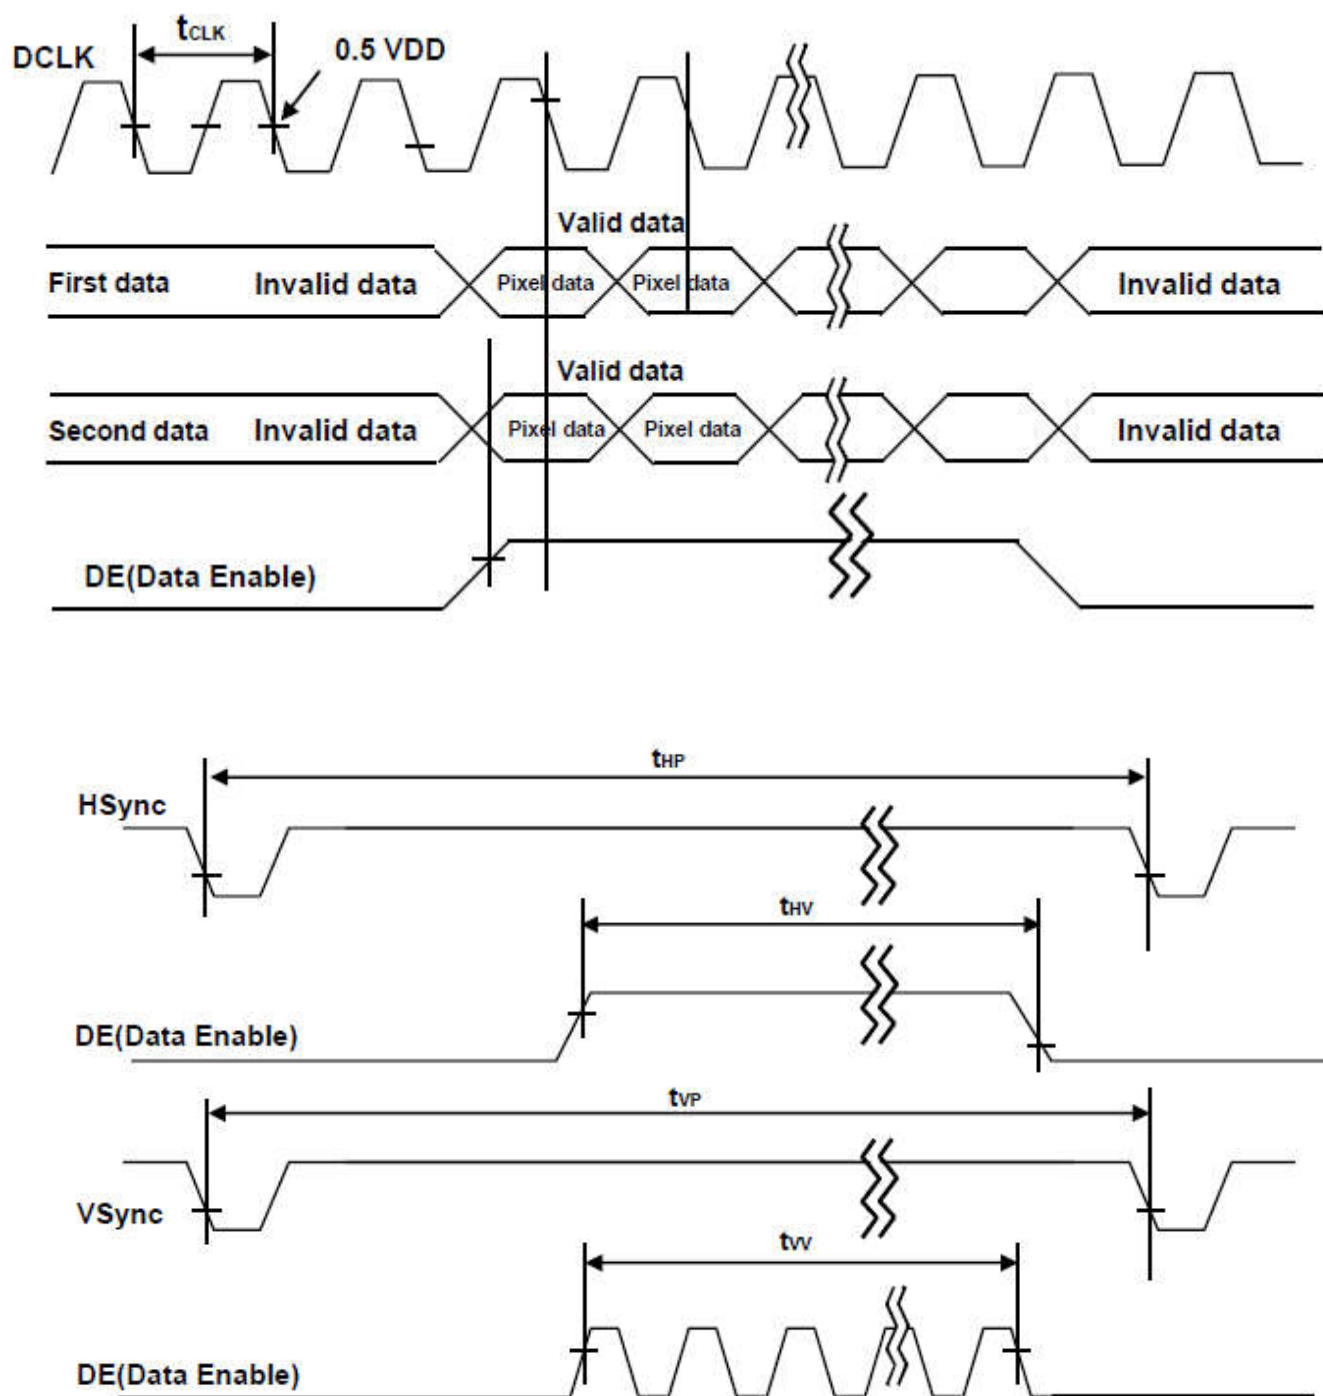 tCLK
DCLK
0.5 VDD
Valid data
First data Invalid data Pixel data Pixel data Invalid data
Valid data
Second data Invalid data Pixel data Pixel data Invalid data
DE(Data Enable)
tHP
HSync
tHV
DE(Data Enable)
tVP
VSync
tVV
DE(Data Enable)